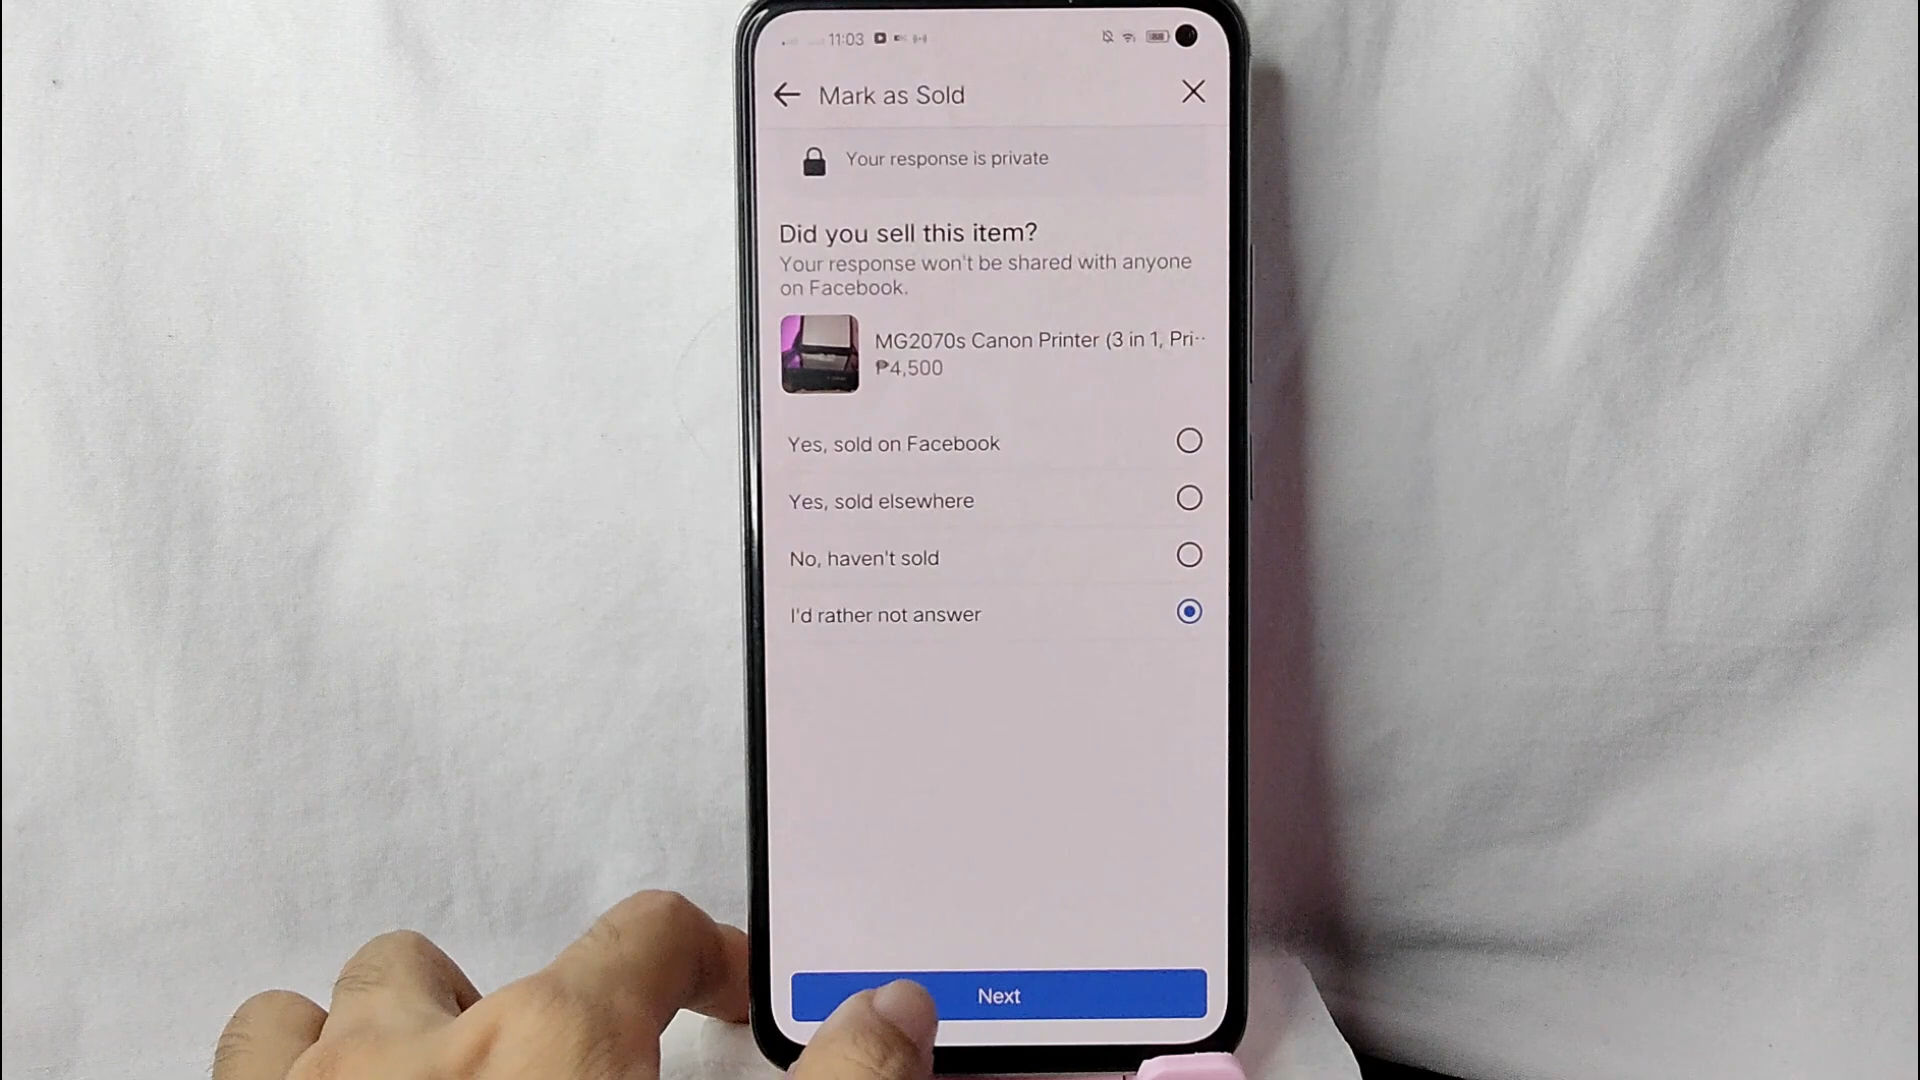 11:03
Mark as Sold
Your response is private
Did you sell this item?
Your response won't be shared with anyone
on Facebook.
MG2070s Canon Printer (3 in 1, Pri··
₱4,500
Yes, sold on Facebook
Yes, sold elsewhere
No, haven't sold
I'd rather not answer
Next